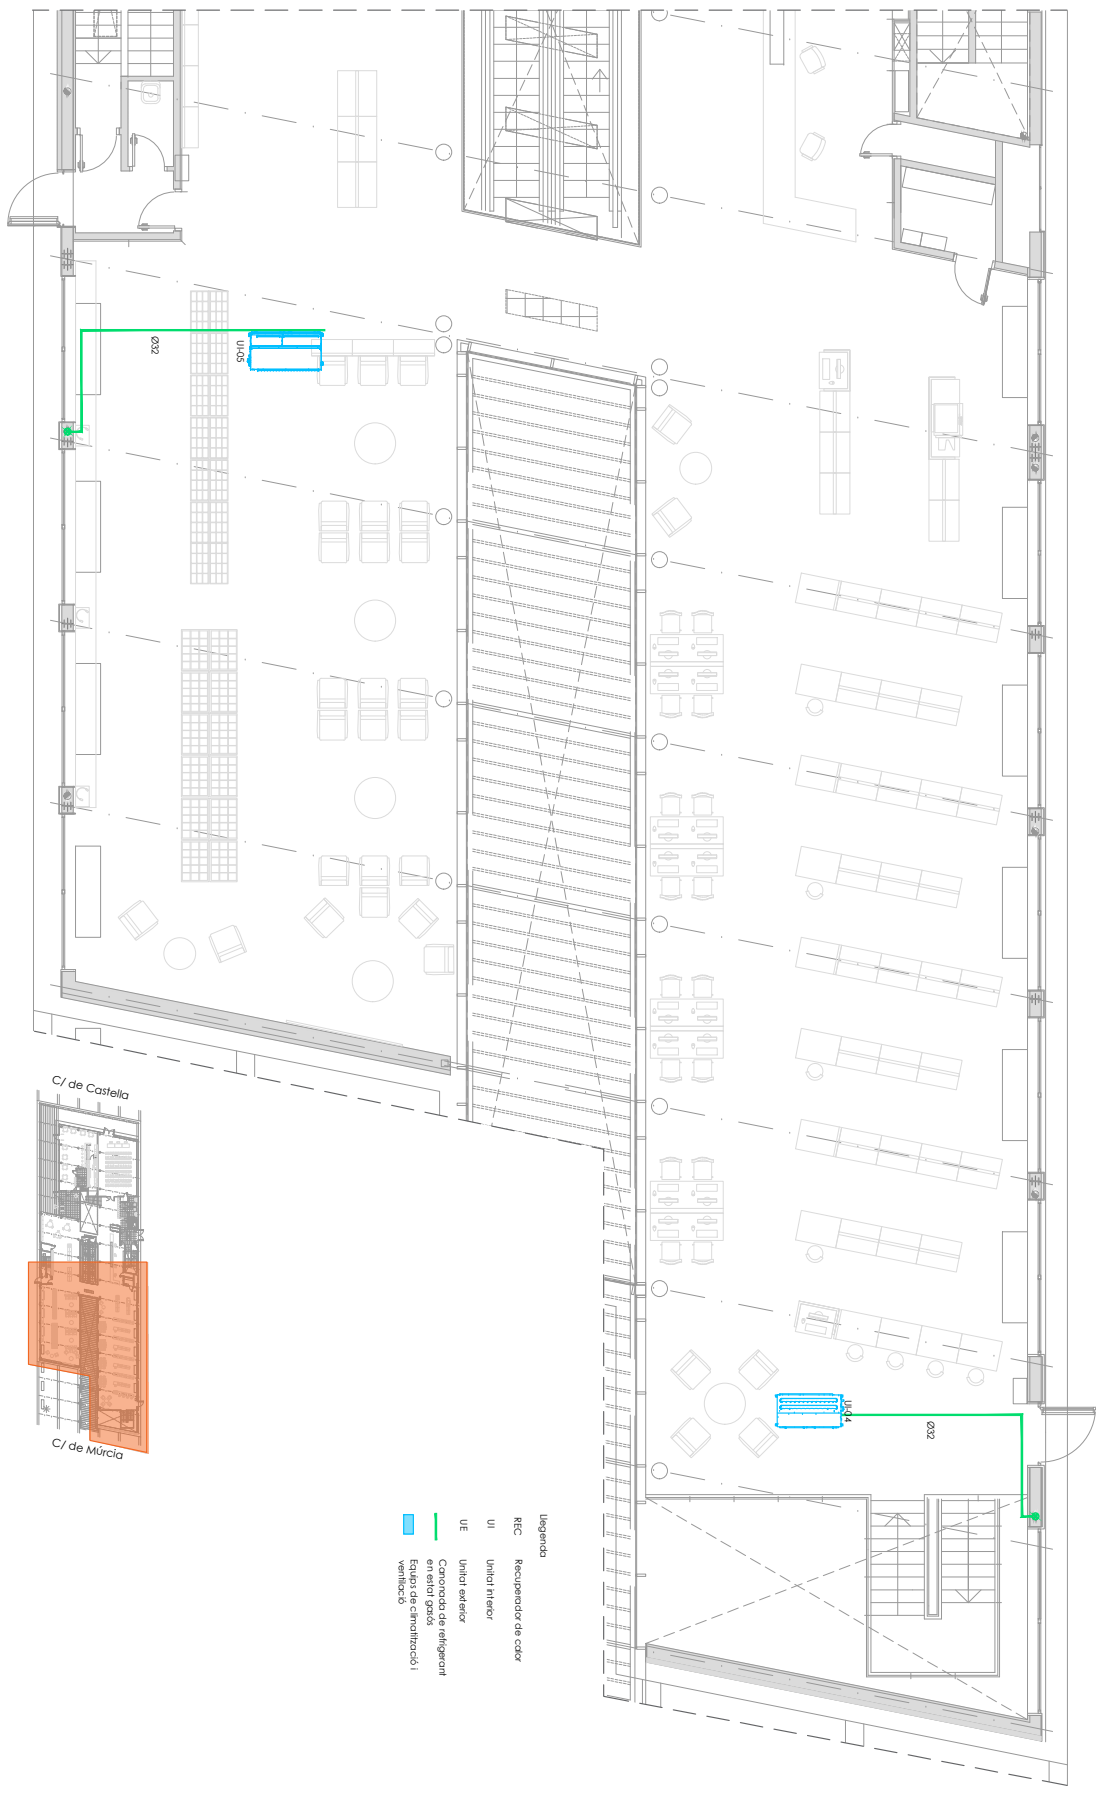 Ø32
UI-05
UI-04
Ø32
C/ de Castella
C/ de Múrcia
Llegenda
REC Recuperador de calor
UI Unitat interior
UE Unitat exterior
Canonada de refrigerant
en estat gasós
Equips de climatització i
ventilació